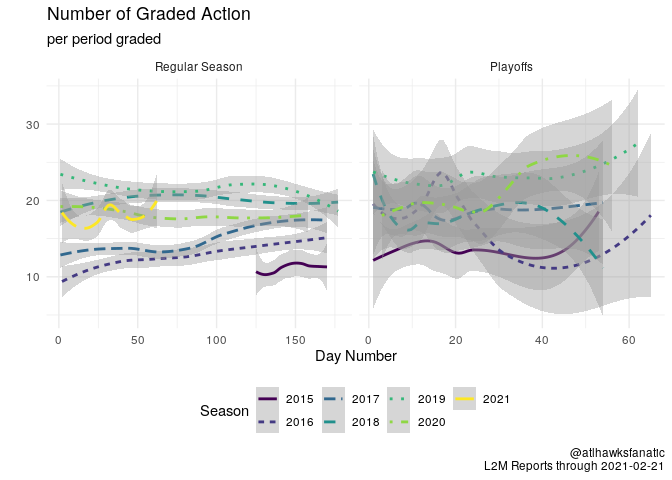 Number of Graded Action
per period graded
Regular Season
Playoffs
30
20
10
0
50
100
150
0
20
40
60
Day Number
Season
2015
2017
2019
2021
2016
2018
2020
@atlhawksfanatic
L2M Reports through 2021-02-21